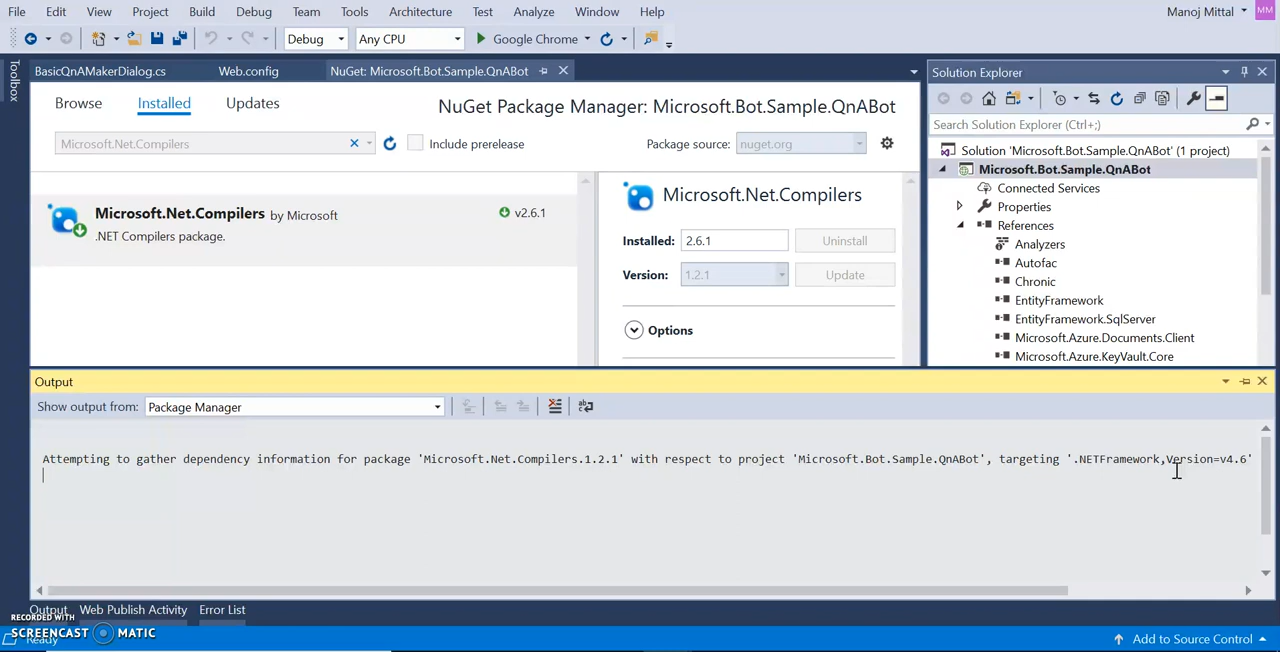 File Edit View Project Build Debug Team Tools Architecture Test Analyze Window Help Manoj Mittal MM
Debug Any CPU Google Chrome
Toolbox
BasicQnAMakerDialog.cs Web.config NuGet: Microsoft.Bot.Sample.QnABot
Browse Installed Updates NuGet Package Manager: Microsoft.Bot.Sample.QnABot
Microsoft.Net.Compilers Include prerelease Package source: nuget.org
Microsoft.Net.Compilers by Microsoft v2.6.1
.NET Compilers package.
Microsoft.Net.Compilers
Installed: 2.6.1 Uninstall
Version: 1.2.1 Update
Options
Solution Explorer
Search Solution Explorer (Ctrl+;)
Solution 'Microsoft.Bot.Sample.QnABot' (1 project)
Microsoft.Bot.Sample.QnABot
Connected Services
Properties
References
Analyzers
Autofac
Chronic
EntityFramework
EntityFramework.SqlServer
Microsoft.Azure.Documents.Client
Microsoft.Azure.KeyVault.Core
Output
Show output from: Package Manager
Attempting to gather dependency information for package 'Microsoft.Net.Compilers.1.2.1' with respect to project 'Microsoft.Bot.Sample.QnABot', targeting '.NETFramework,Version=v4.6'
Output Web Publish Activity Error List
RECORDED WITH
SCREENCAST MATIC
Ready Add to Source Control